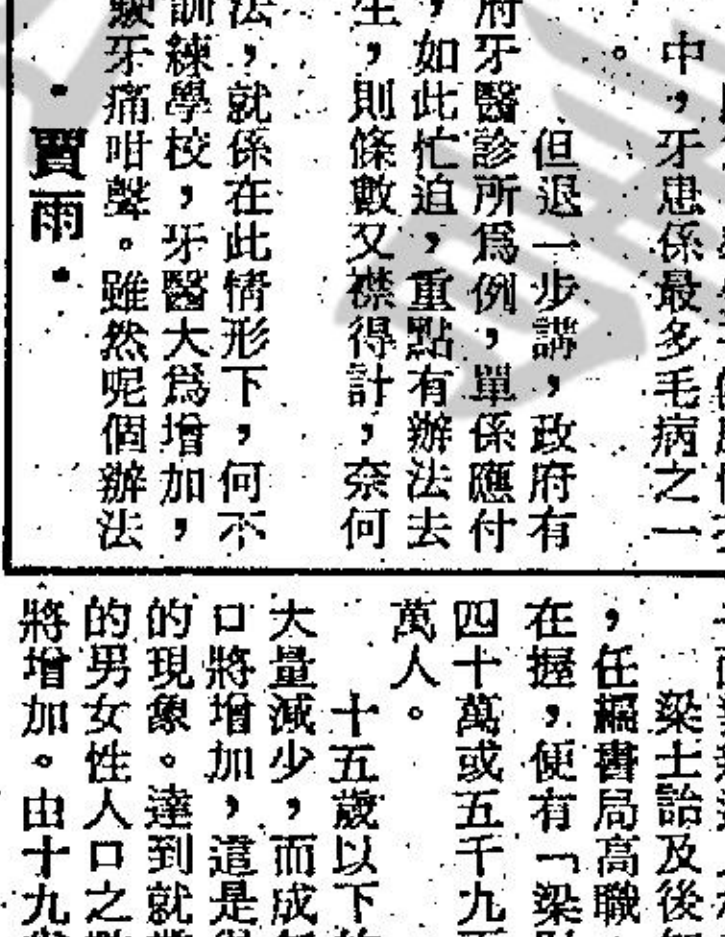 中，牙患係最多毛病之一
。
但退一步講，政府有
府牙醫診所爲例，單係應付
，如此忙迫，重點有辦法去
生，則條數又襟得計，奈何
法，就係在此情形下，何不
訓練學校，牙醫大爲增加，
牙痛咁聲。雖然呢個辦法
·賈雨·
梁士詒及後
，任編書局高職
在握，便有「梁
四十萬或五千九
萬人。
十五歲以下
大量減少，而成
口將增加，這是
的現象。達到就
的男女性人口之
將增加。由十九